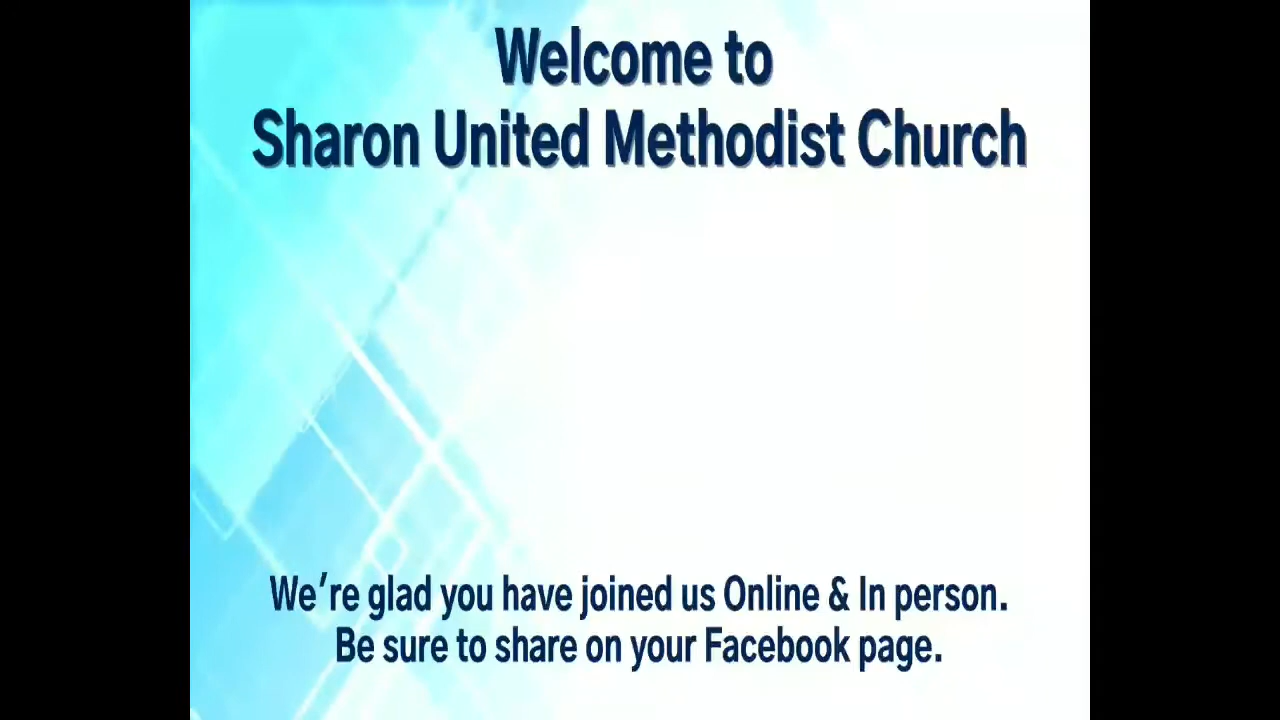 Welcome to
Sharon United Methodist Church
We're glad you have joined us Online & In person.
Be sure to share on your Facebook page.